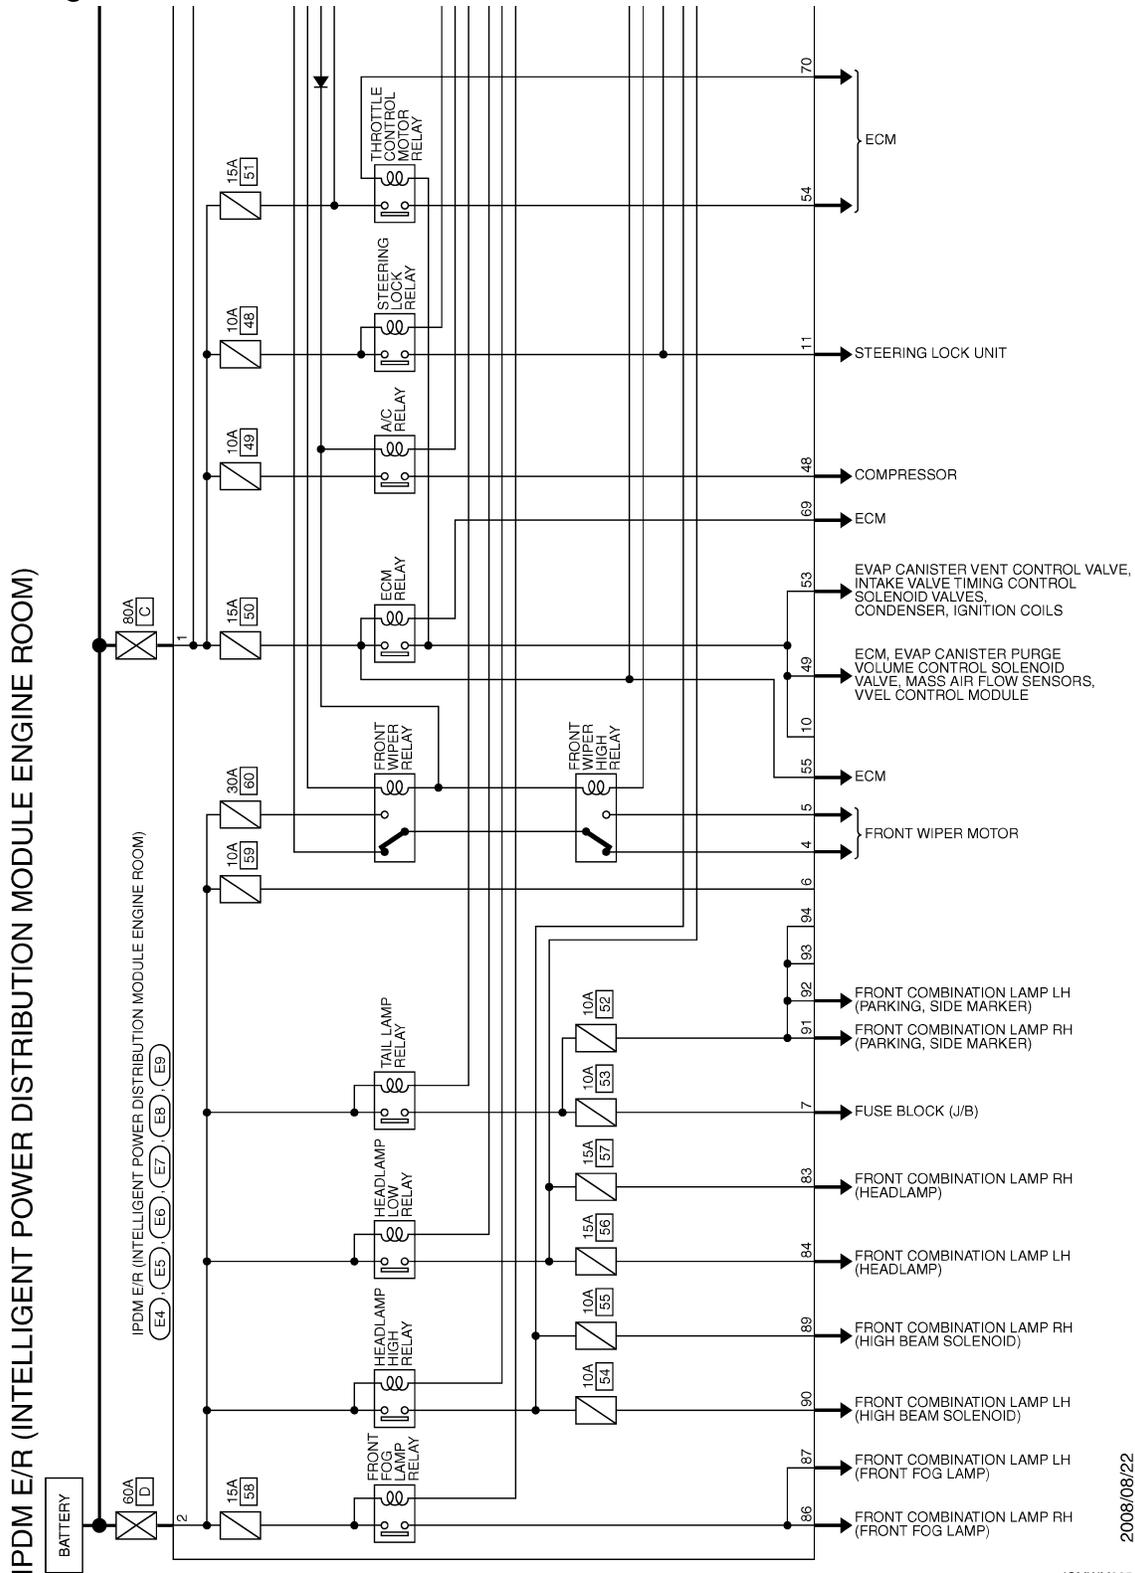 IPDM E/R (INTELLIGENT POWER DISTRIBUTION MODULE ENGINE ROOM)
BATTERY
60A
D
2
80A
C
1
IPDM E/R (INTELLIGENT POWER DISTRIBUTION MODULE ENGINE ROOM)
E4 , E5 , E6 , E7 , E8 , E9
15A
58
10A
59
30A
60
15A
50
10A
49
10A
48
15A
51
FRONT
FOG
LAMP
RELAY
HEADLAMP
HIGH
RELAY
HEADLAMP
LOW
RELAY
TAIL LAMP
RELAY
FRONT
WIPER
RELAY
ECM
RELAY
A/C
RELAY
STEERING
LOCK
RELAY
THROTTLE
CONTROL
MOTOR
RELAY
10A
54
10A
55
15A
56
15A
57
10A
53
10A
52
FRONT
WIPER
HIGH
RELAY
70
54
ECM
11
STEERING LOCK UNIT
48
COMPRESSOR
69
ECM
53
EVAP CANISTER VENT CONTROL VALVE,
INTAKE VALVE TIMING CONTROL
SOLENOID VALVES,
CONDENSER, IGNITION COILS
49
ECM, EVAP CANISTER PURGE
VOLUME CONTROL SOLENOID
VALVE, MASS AIR FLOW SENSORS,
VVEL CONTROL MODULE
10
55
ECM
5
4
FRONT WIPER MOTOR
6
94
93
92
FRONT COMBINATION LAMP LH
(PARKING, SIDE MARKER)
91
FRONT COMBINATION LAMP RH
(PARKING, SIDE MARKER)
7
FUSE BLOCK (J/B)
83
FRONT COMBINATION LAMP RH
(HEADLAMP)
84
FRONT COMBINATION LAMP LH
(HEADLAMP)
89
FRONT COMBINATION LAMP RH
(HIGH BEAM SOLENOID)
90
FRONT COMBINATION LAMP LH
(HIGH BEAM SOLENOID)
87
FRONT COMBINATION LAMP LH
(FRONT FOG LAMP)
86
FRONT COMBINATION LAMP RH
(FRONT FOG LAMP)
2008/08/22